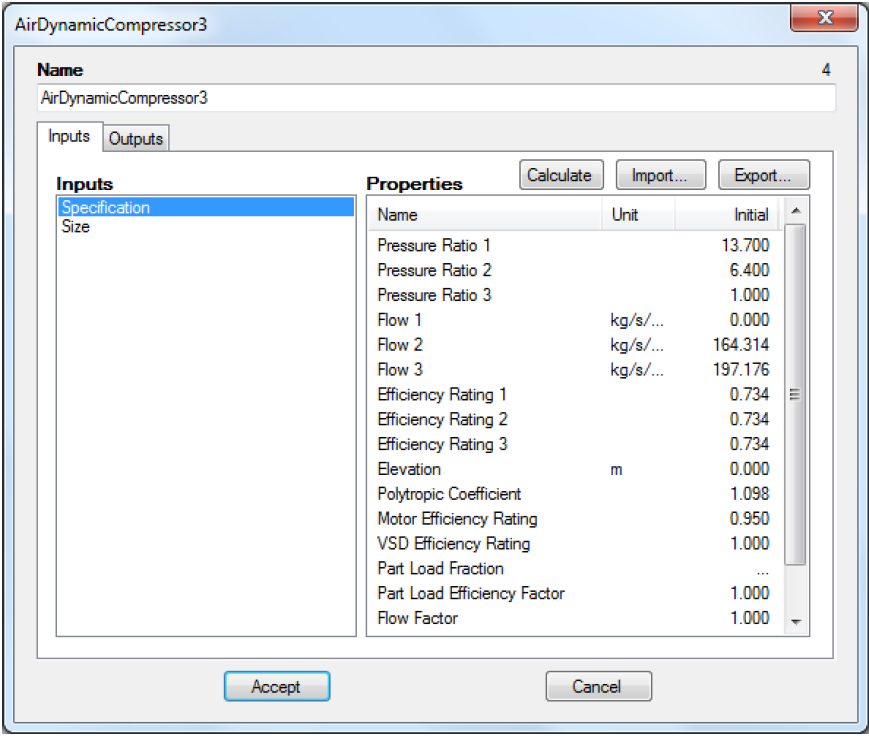 AirDynamicCompressor3
Name 4
AirDynamicCompressor3
Inputs Outputs
Inputs
Specification
Size
Properties Calculate Import... Export...
Name Unit Initial
Pressure Ratio 1 13.700
Pressure Ratio 2 6.400
Pressure Ratio 3 1.000
Flow 1 kg/s/... 0.000
Flow 2 kg/s/... 164.314
Flow 3 kg/s/... 197.176
Efficiency Rating 1 0.734
Efficiency Rating 2 0.734
Efficiency Rating 3 0.734
Elevation m 0.000
Polytropic Coefficient 1.098
Motor Efficiency Rating 0.950
VSD Efficiency Rating 1.000
Part Load Fraction ...
Part Load Efficiency Factor 1.000
Flow Factor 1.000
Accept Cancel